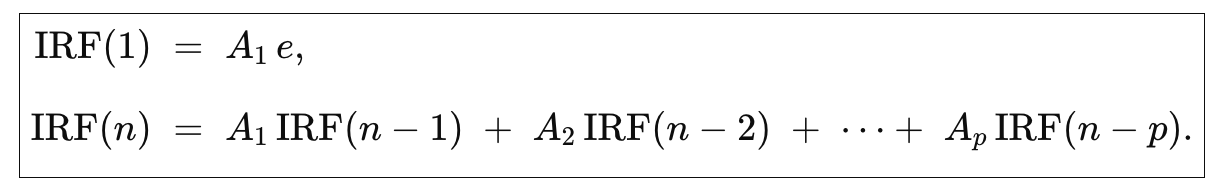 IRF(1) = A₁ e,
IRF(n) = A₁ IRF(n − 1) + A₂ IRF(n − 2) + ··· + Aₚ IRF(n − p).